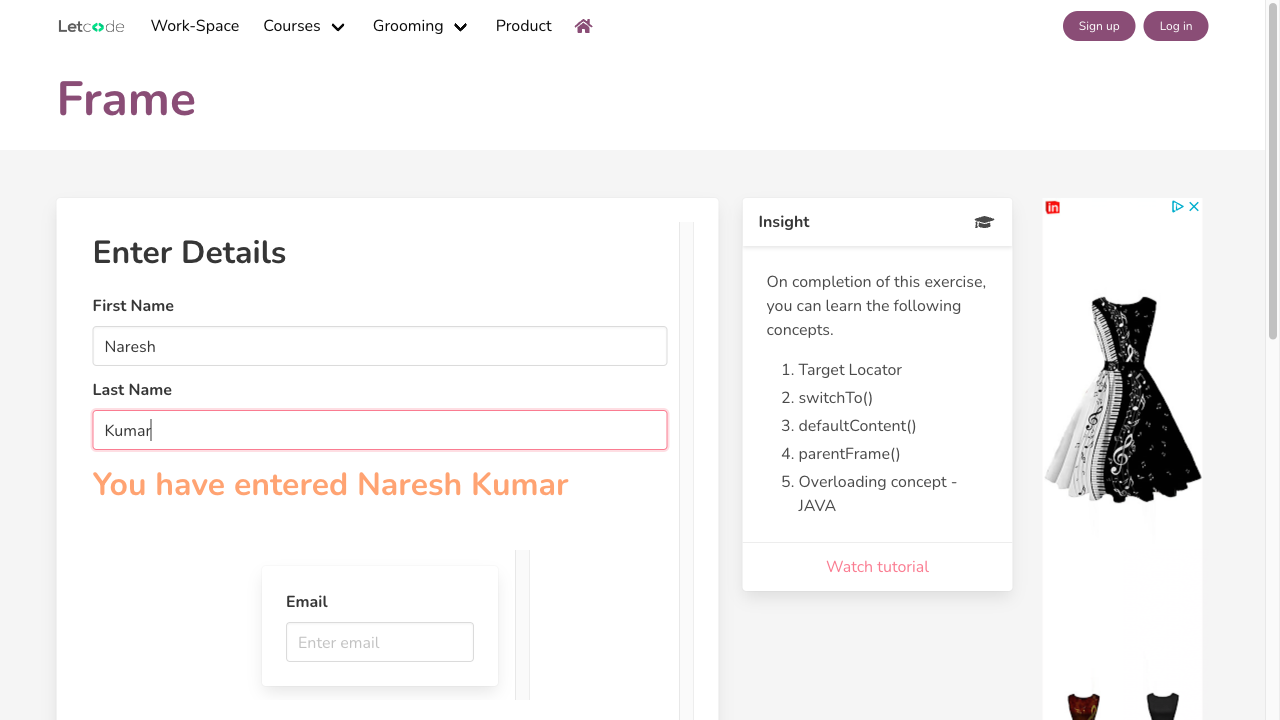 Letcode Work-Space Courses Grooming Product Sign up Log in
Frame
Enter Details
First Name
Naresh
Last Name
Kumar
You have entered Naresh Kumar
Email
Enter email
Insight
On completion of this exercise,
you can learn the following
concepts.
1. Target Locator
2. switchTo()
3. defaultContent()
4. parentFrame()
5. Overloading concept -
JAVA
Watch tutorial
in